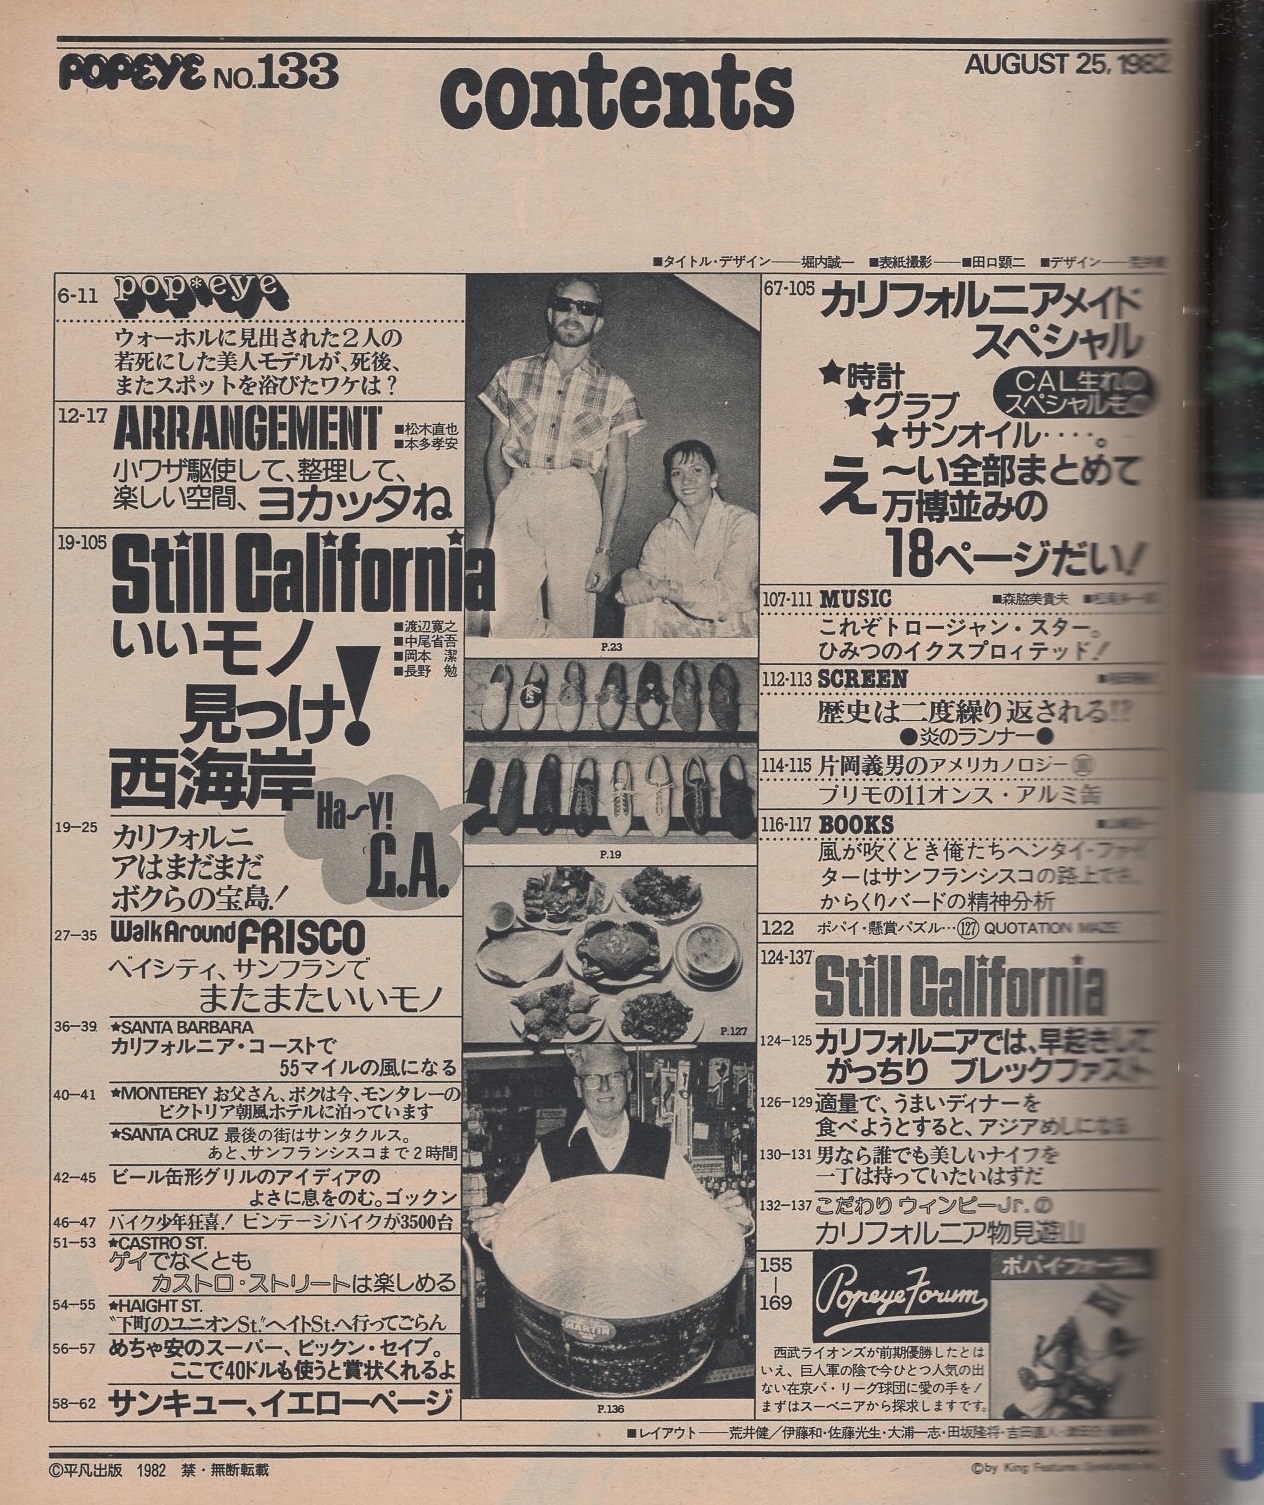 POPEYE NO.133
contents
AUGUST 25, 1982
■タイトル・デザイン——堀内誠一 ■表紙撮影——■田口顕二 ■デザイン——
6-11 pop*eye
ウォーホルに見出された2人の
若死にした美人モデルが、死後、
またスポットを浴びたワケは?
12-17 ARRANGEMENT
■松木直也
■本多孝安
小ワザ駆使して、整理して、
楽しい空間、ヨカッタね
19-105 Still California
いいモノ
見つけ!
西海岸
■渡辺寛之
■中尾省吾
■岡本 潔
■長野 勉
Ha~Y!
L.A.
19–25
カリフォルニ
アはまだまだ
ボクらの宝島!
27–35 Walk Around FRISCO
ベイシティ、サンフランで
またまたいいモノ
36–39 ★SANTA BARBARA
カリフォルニア・コーストで
55マイルの風になる
40–41 ★MONTEREY お父さん、ボクは今、モンタレーの
ビクトリア朝風ホテルに泊っています
★SANTA CRUZ 最後の街はサンタクルス。
あと、サンフランシスコまで2時間
42–45 ビール缶形グリルのアイディアの
よさに息をのむ。ゴックン
46–47 バイク少年狂喜! ビンテージバイクが3500台
51–53 ★CASTRO ST.
ゲイでなくとも
カストロ・ストリートは楽しめる
54–55 ★HAIGHT ST.
“下町のユニオンSt.”ヘイトSt.へ行ってごらん
56–57 めちゃ安のスーパー、ピックン・セイブ。
ここで40ドルも使うと賞状くれるよ
58–62 サンキュー、イエローページ
P.23
P.19
P.127
MARTIN
P.136
67-105 カリフォルニアメイド
スペシャル
★時計
★グラブ
★サンオイル‥‥。
CAL生れの
スペシャルもの
え〜い全部まとめて
万博並みの
18ページだい!
107-111 MUSIC ■森脇美貴夫
これぞトロージャン・スター。
ひみつのイクスプロイテッド!
112-113 SCREEN
歴史は二度繰り返される!?
●炎のランナー●
114-115 片岡義男のアメリカノロジー
プリモの11オンス・アルミ缶
116-117 BOOKS
風が吹くとき俺たちヘンタイ・ファイ
ターはサンフランシスコの路上でき、
からくりバードの精神分析
122 ポパイ・懸賞パズル…(127) QUOTATION MAZE
124-137 Still California
124–125 カリフォルニアでは、早起きして
がっちり ブレックファスト
126–129 適量で、うまいディナーを
食べようとすると、アジアめしになる
130–131 男なら誰でも美しいナイフを
一丁は持っていたいはずだ
132–137 こだわり ウィンピーJr.の
カリフォルニア物見遊山
155
|
169
Popeye Forum
ポパイ・フォーラム
西武ライオンズが前期優勝したとは
いえ、巨人軍の陰で今ひとつ人気の出
ない在京パ・リーグ球団に愛の手を!
まずはスーベニアから探求しますです。
■レイアウト——荒井健／伊藤和・佐藤光生・大浦一志・田坂隆将・吉田直人・
©平凡出版 1982 禁・無断転載
©by King Features
J